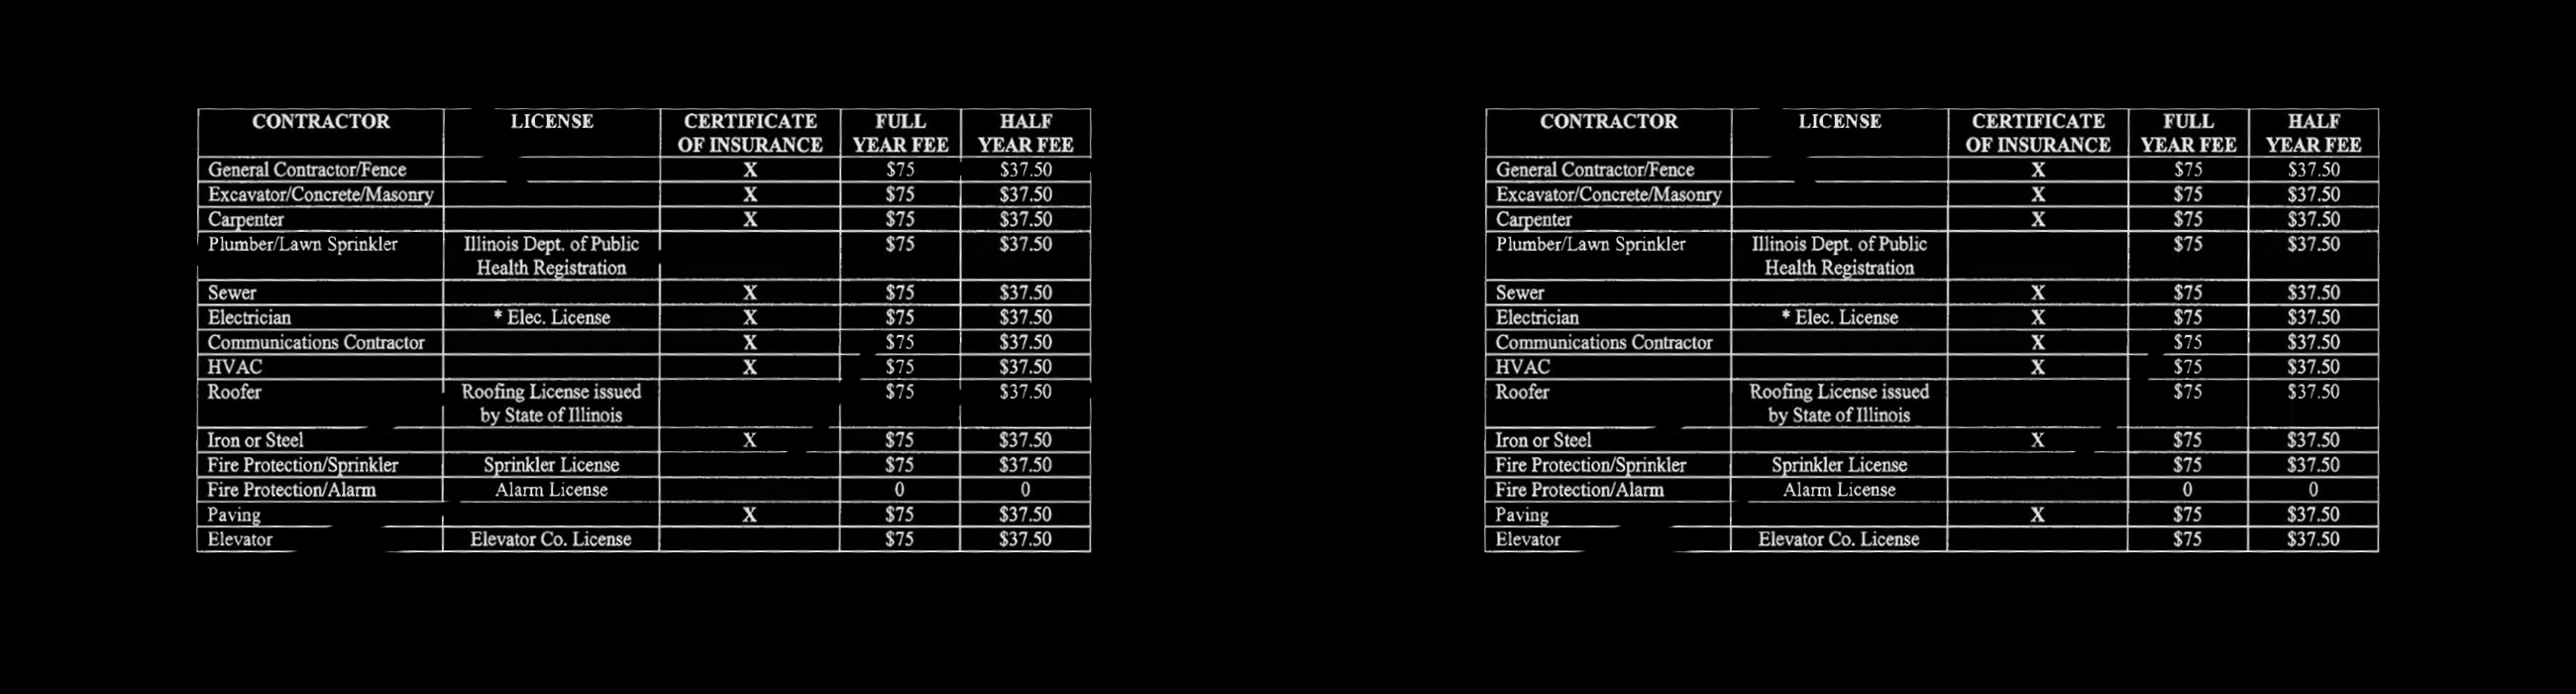 CONTRACTOR LICENSE CERTIFICATE OF INSURANCE FULL YEAR FEE HALF YEAR FEE
General Contractor/Fence X $75 $37.50
Excavator/Concrete/Masonry X $75 $37.50
Carpenter X $75 $37.50
Plumber/Lawn Sprinkler Illinois Dept. of Public Health Registration $75 $37.50
Sewer X $75 $37.50
Electrician * Elec. License X $75 $37.50
Communications Contractor X $75 $37.50
HVAC X $75 $37.50
Roofer Roofing License issued by State of Illinois $75 $37.50
Iron or Steel X $75 $37.50
Fire Protection/Sprinkler Sprinkler License $75 $37.50
Fire Protection/Alarm Alarm License 0 0
Paving X $75 $37.50
Elevator Elevator Co. License $75 $37.50
CONTRACTOR LICENSE CERTIFICATE OF INSURANCE FULL YEAR FEE HALF YEAR FEE
General Contractor/Fence X $75 $37.50
Excavator/Concrete/Masonry X $75 $37.50
Carpenter X $75 $37.50
Plumber/Lawn Sprinkler Illinois Dept. of Public Health Registration $75 $37.50
Sewer X $75 $37.50
Electrician * Elec. License X $75 $37.50
Communications Contractor X $75 $37.50
HVAC X $75 $37.50
Roofer Roofing License issued by State of Illinois $75 $37.50
Iron or Steel X $75 $37.50
Fire Protection/Sprinkler Sprinkler License $75 $37.50
Fire Protection/Alarm Alarm License 0 0
Paving X $75 $37.50
Elevator Elevator Co. License $75 $37.50